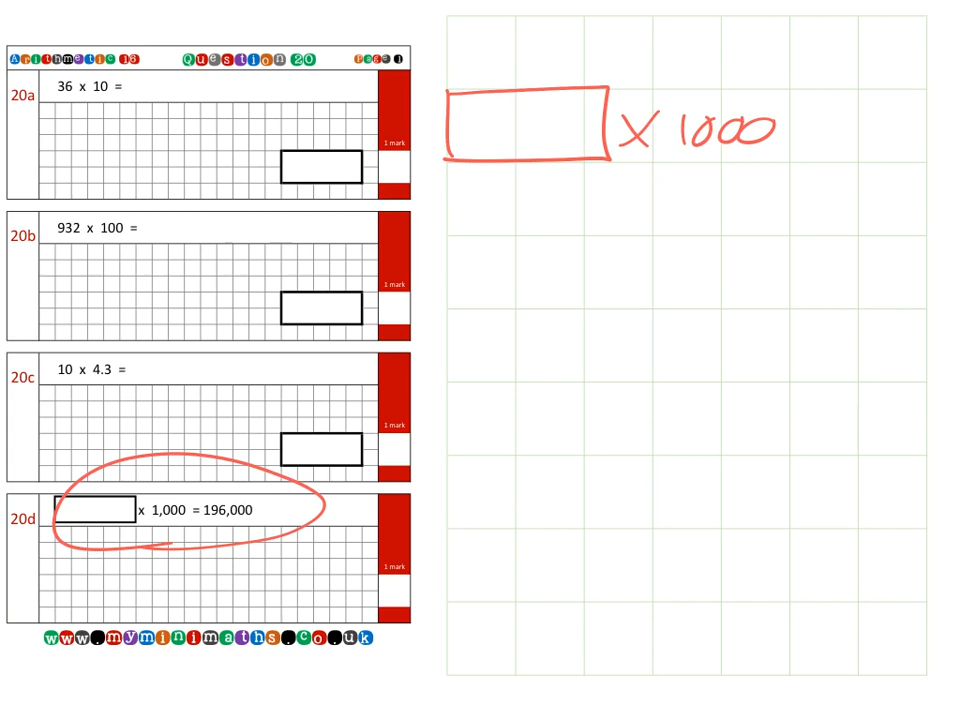 Arithmetic 16 Question 20 Page 1
20a 36 x 10 =
1 mark
20b 932 x 100 =
1 mark
20c 10 x 4.3 =
1 mark
20d x 1,000 = 196,000
1 mark
www.myminimaths.co.uk
x 1000